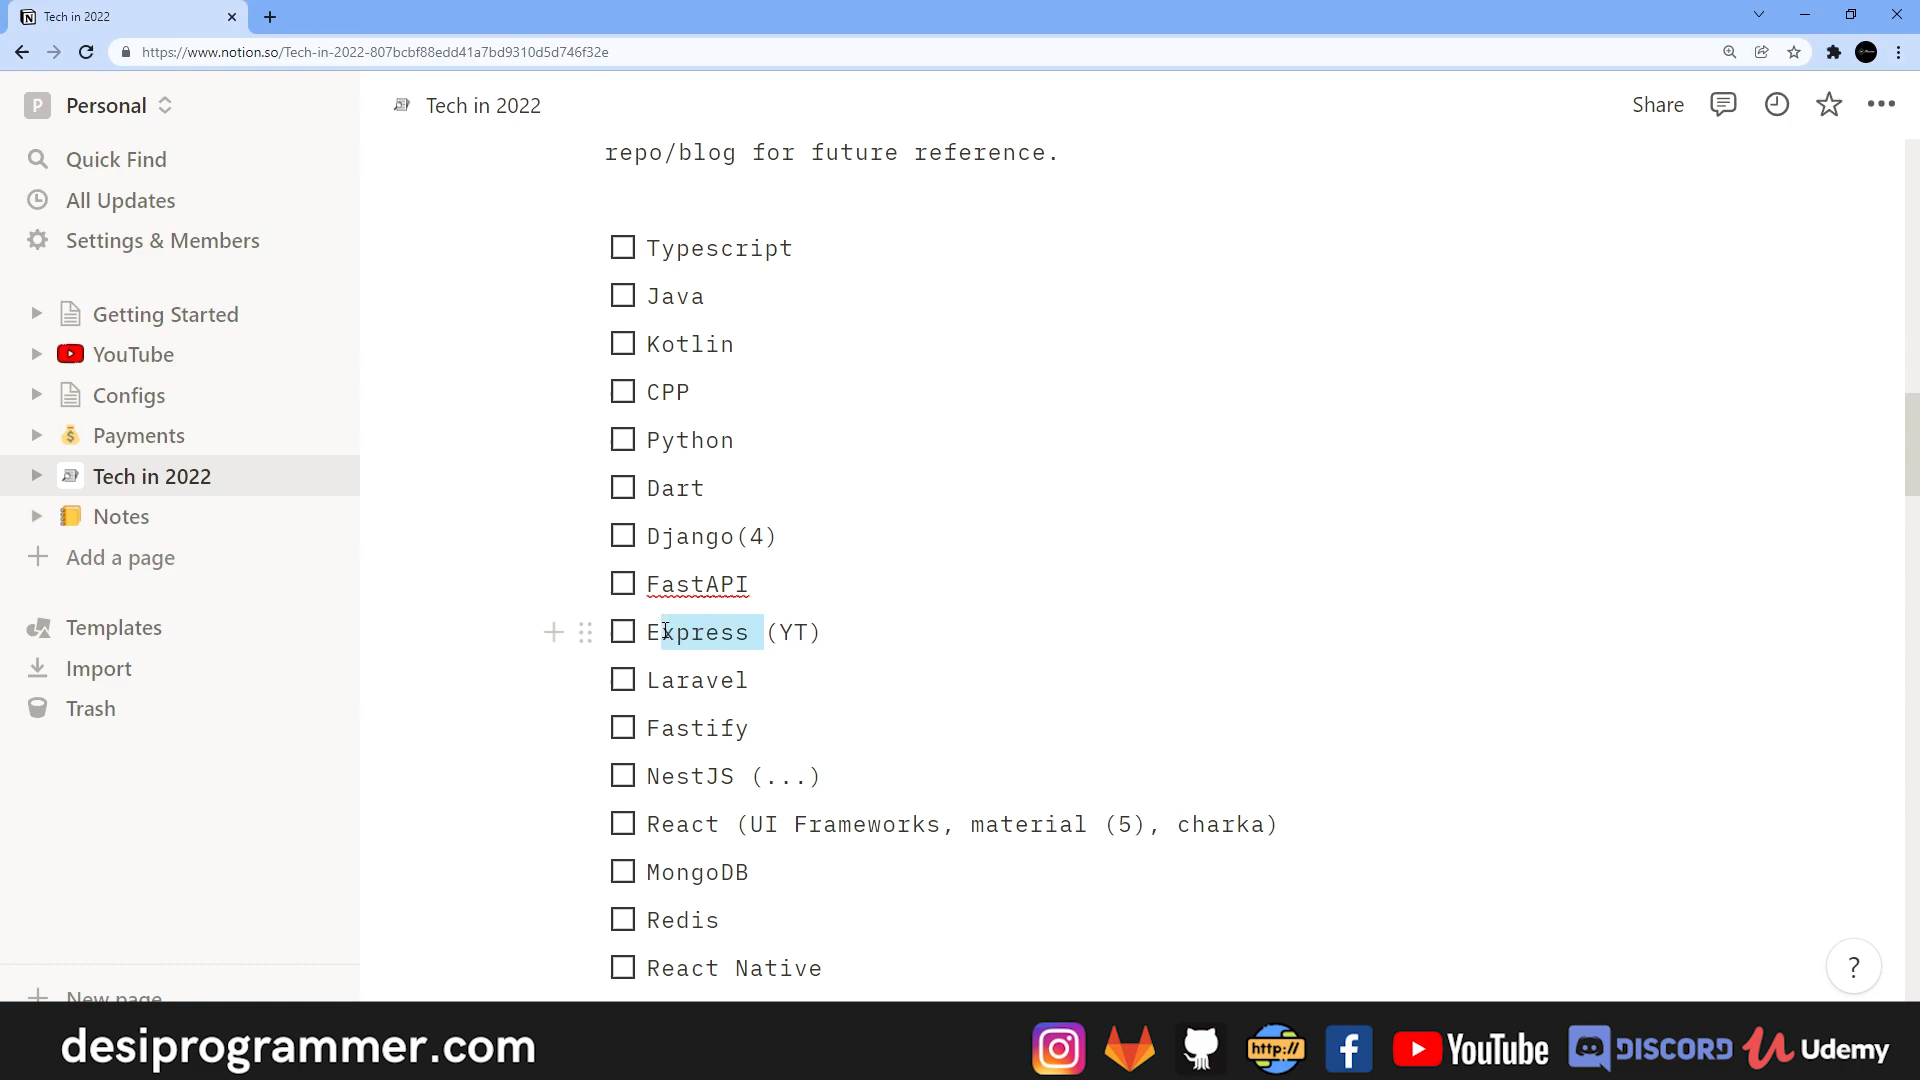 Tech in 2022
https://www.notion.so/Tech-in-2022-807bcbf88edd41a7bd9310d5d746f32e
P Personal
Tech in 2022
Share
Quick Find
All Updates
Settings & Members
Getting Started
YouTube
Configs
Payments
Tech in 2022
Notes
Add a page
Templates
Import
Trash
New page
repo/blog for future reference.
Typescript
Java
Kotlin
CPP
Python
Dart
Django(4)
FastAPI
Express (YT)
Laravel
Fastify
NestJS (...)
React (UI Frameworks, material (5), charka)
MongoDB
Redis
React Native
?
desiprogrammer.com
http://
YouTube
DISCORD
Udemy